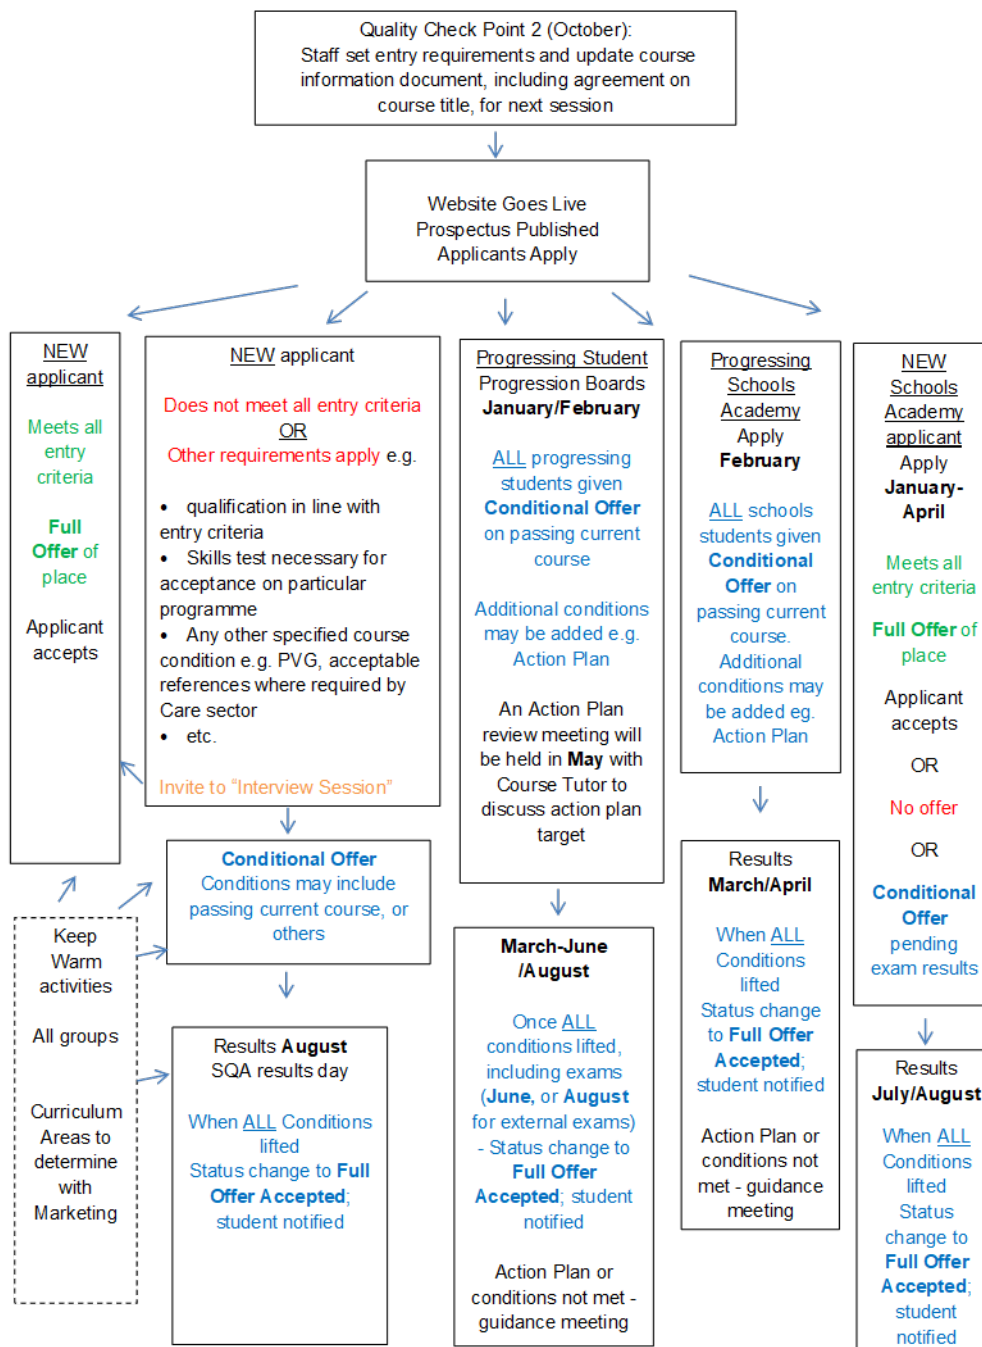 Quality Check Point 2 (October):
Staff set entry requirements and update course
information document, including agreement on
course title, for next session
Website Goes Live
Prospectus Published
Applicants Apply
NEW
applicant
Meets all
entry
criteria
Full
Offer of
place
Applicant
accepts
NEW applicant
Does not meet all entry criteria
OR
Other requirements apply e.g.
• qualification in line with
entry criteria
• Skills test necessary for
acceptance on particular
programme
• Any other specified course
condition e.g. PVG, acceptable
references where required by
Care sector
• etc.
Invite to “Interview Session”
Progressing Student
Progression Boards
January/February
ALL progressing
students given
Conditional Offer
on passing current
course
Additional conditions
may be added e.g.
Action Plan
An Action Plan
review meeting will
be held in May with
Course Tutor to
discuss action plan
target
Progressing
Schools
Academy
Apply
February
ALL schools
students given
Conditional
Offer on
passing current
course.
Additional
conditions may
be added eg.
Action Plan
NEW
Schools
Academy
applicant
Apply
January-
April
Meets all
entry criteria
Full Offer of
place
Applicant
accepts
OR
No offer
OR
Conditional
Offer
pending
exam results
Conditional Offer
Conditions may include
passing current course, or
others
Keep
Warm
activities
All groups
Curriculum
Areas to
determine
with
Marketing
Results August
SQA results day
When ALL Conditions
lifted
Status change to Full
Offer Accepted;
student notified
March-June
/August
Once ALL
conditions lifted,
including exams
(June, or August
for external exams)
- Status change to
Full Offer
Accepted; student
notified
Action Plan or
conditions not met -
guidance meeting
Results
March/April
When ALL
Conditions
lifted
Status change
to Full Offer
Accepted;
student notified
Action Plan or
conditions not
met - guidance
meeting
Results
July/August
When ALL
Conditions
lifted
Status
change to
Full Offer
Accepted;
student
notified